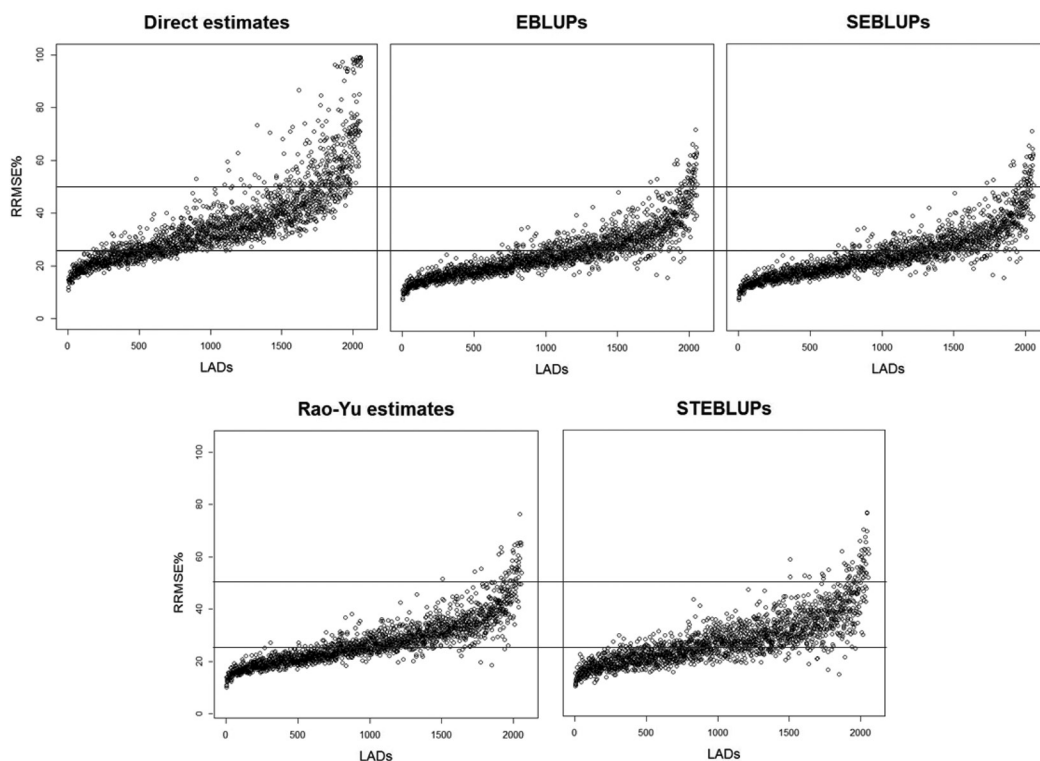 Direct estimates EBLUPs SEBLUPs
100
80
60
40
20
0
RRMSE%
0 500 1000 1500 2000 0 500 1000 1500 2000 0 500 1000 1500 2000
LADs LADs LADs
Rao-Yu estimates STEBLUPs
100
80
60
40
20
0
RRMSE%
0 500 1000 1500 2000 0 500 1000 1500 2000
LADs LADs